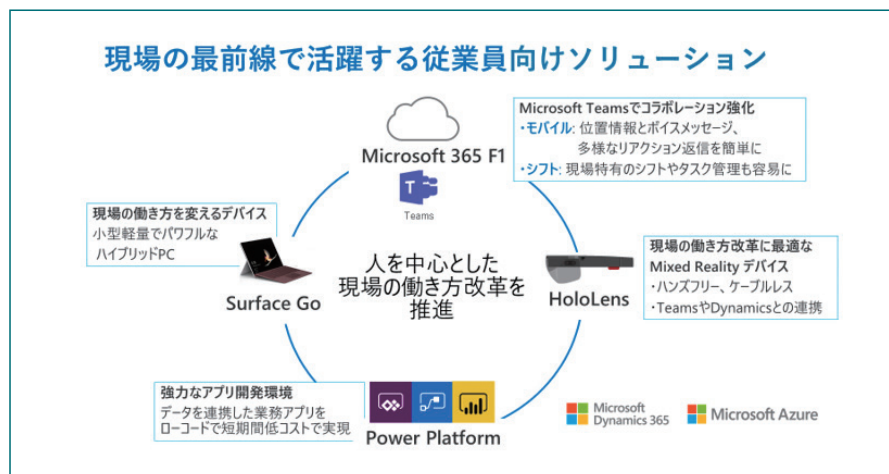 現場の最前線で活躍する従業員向けソリューション
Microsoft Teamsでコラボレーション強化
・モバイル: 位置情報とボイスメッセージ、
多様なリアクション返信を簡単に
・シフト: 現場特有のシフトやタスク管理も容易に
Microsoft 365 F1
T
Teams
現場の働き方を変えるデバイス
小型軽量でパワフルな
ハイブリッドPC
Surface Go
人を中心とした
現場の働き方改革を
推進
HoloLens
現場の働き方改革に最適な
Mixed Reality デバイス
・ハンズフリー、ケーブルレス
・TeamsやDynamicsとの連携
強力なアプリ開発環境
データを連携した業務アプリを
ローコードで短期間低コストで実現
Power Platform
Microsoft
Dynamics 365
Microsoft Azure